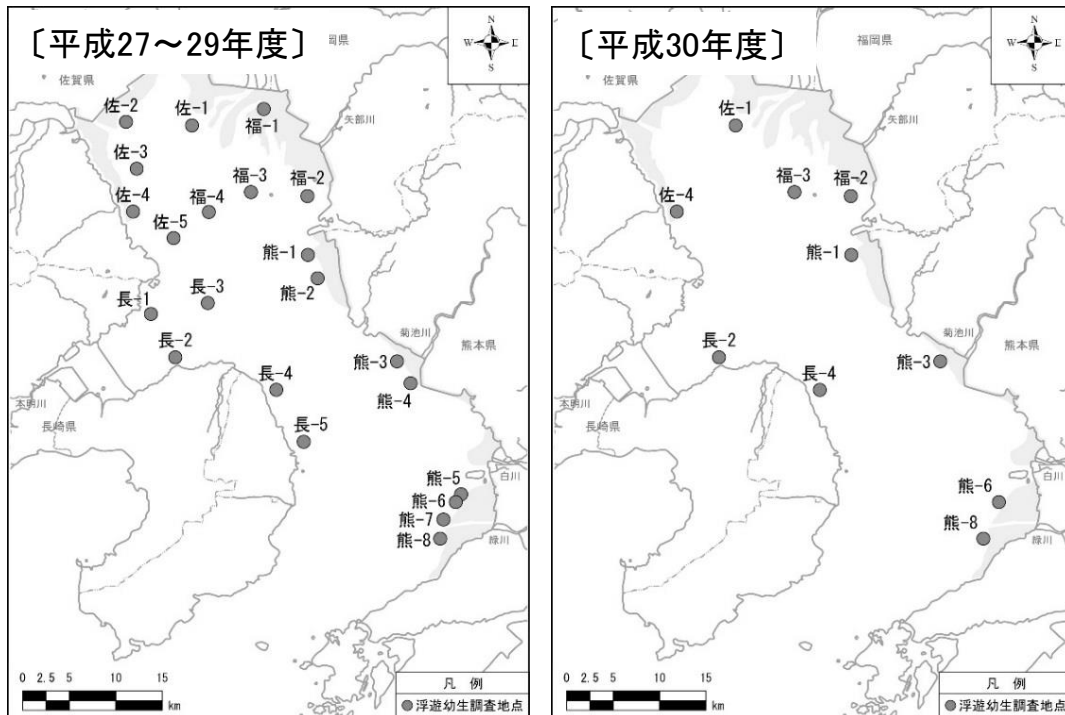 〔平成27～29年度〕
岡県
N
W
E
S
佐賀県
佐-2
佐-1
福-1
矢部川
佐-3
福-3
福-2
佐-4
福-4
佐-5
熊-1
熊-2
長-3
長-1
菊池川
長-2
熊-3
熊本県
長-4
熊-4
本明川
長崎県
長-5
熊-5
白川
熊-6
熊-7
熊-8
緑川
0 2.5 5 10 15
km
凡 例
浮遊幼生調査地点
〔平成30年度〕
福岡県
N
W
E
S
佐賀県
佐-1
矢部川
福-3
福-2
佐-4
熊-1
菊池川
長-2
熊-3
熊本県
長-4
本明川
長崎県
白川
熊-6
熊-8
緑川
0 2.5 5 10 15
km
凡 例
浮遊幼生調査地点